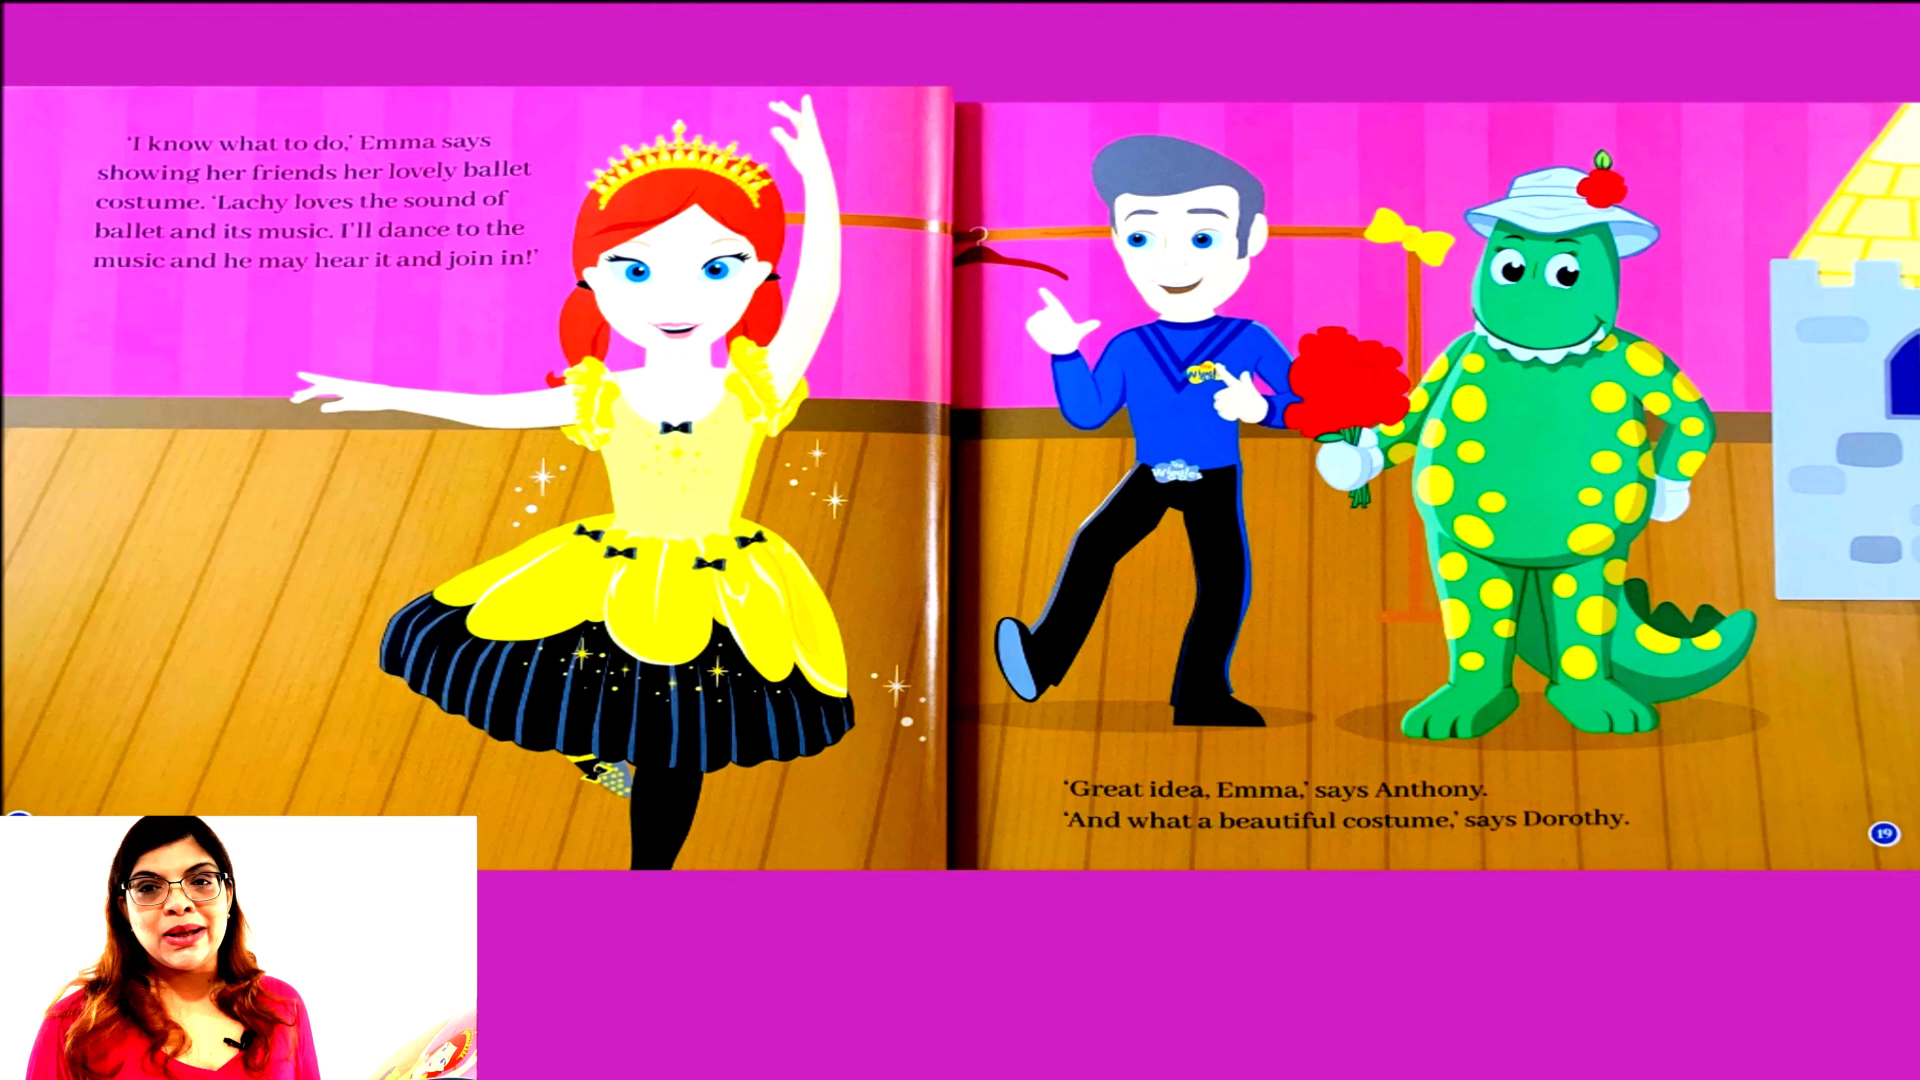 ‘I know what to do,’ Emma says
showing her friends her lovely ballet
costume. ‘Lachy loves the sound of
ballet and its music. I’ll dance to the
music and he may hear it and join in!’
The
Wiggles
‘Great idea, Emma,’ says Anthony.
‘And what a beautiful costume,’ says Dorothy.
19